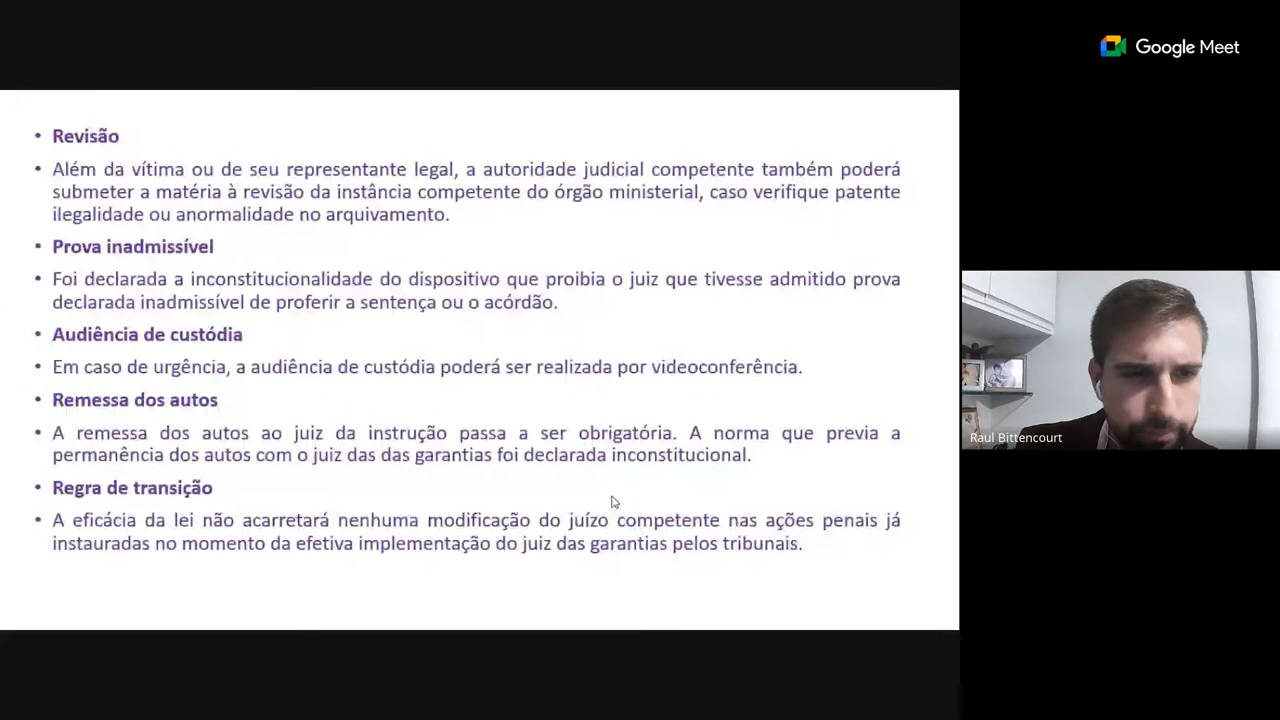 • Revisão
• Além da vítima ou de seu representante legal, a autoridade judicial competente também poderá
submeter a matéria à revisão da instância competente do órgão ministerial, caso verifique patente
ilegalidade ou anormalidade no arquivamento.
• Prova inadmissível
• Foi declarada a inconstitucionalidade do dispositivo que proibia o juiz que tivesse admitido prova
declarada inadmissível de proferir a sentença ou o acórdão.
• Audiência de custódia
• Em caso de urgência, a audiência de custódia poderá ser realizada por videoconferência.
• Remessa dos autos
• A remessa dos autos ao juiz da instrução passa a ser obrigatória. A norma que previa a
permanência dos autos com o juiz das das garantias foi declarada inconstitucional.
• Regra de transição
• A eficácia da lei não acarretará nenhuma modificação do juízo competente nas ações penais já
instauradas no momento da efetiva implementação do juiz das garantias pelos tribunais.
Google Meet
Raul Bittencourt